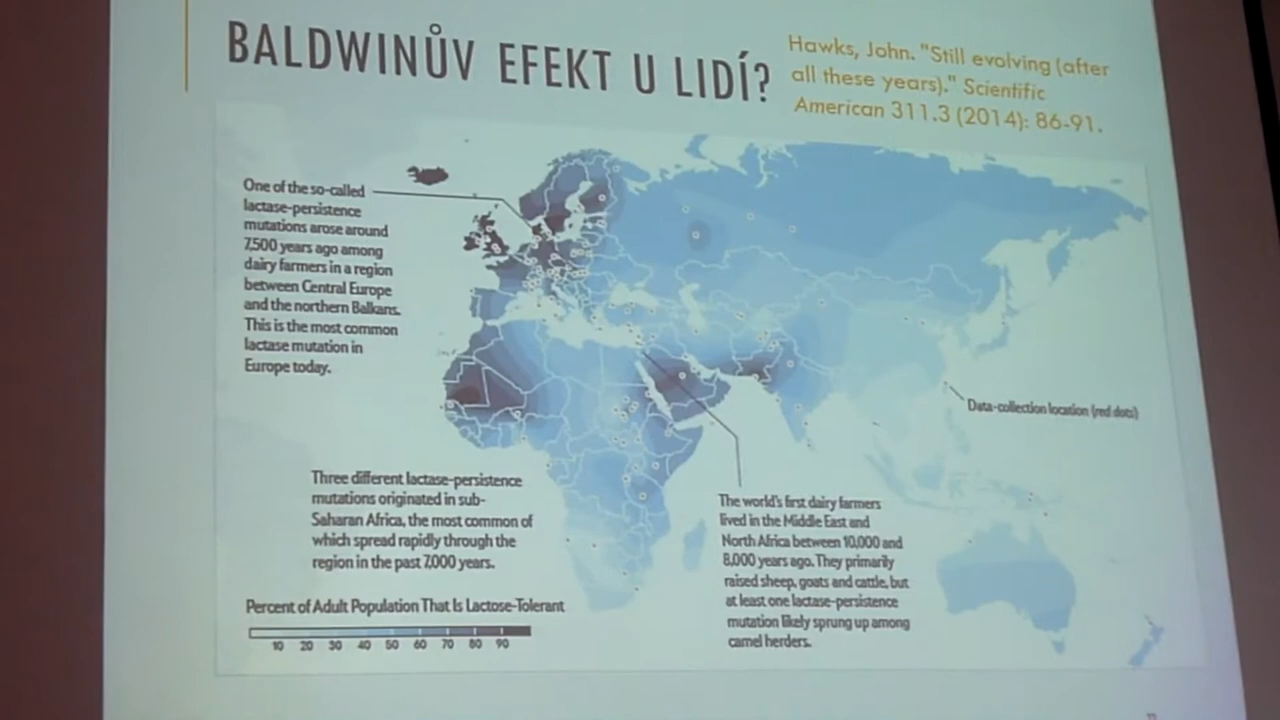 BALDWINŮV EFEKT U LIDÍ?
Hawks, John. "Still evolving (after
all these years)." Scientific
American 311.3 (2014): 86-91.
One of the so-called
lactase-persistence
mutations arose around
7,500 years ago among
dairy farmers in a region
between Central Europe
and the northern Balkans.
This is the most common
lactase mutation in
Europe today.
Data-collection location (red dots)
Three different lactase-persistence
mutations originated in sub-
Saharan Africa, the most common of
which spread rapidly through the
region in the past 7,000 years.
The world's first dairy farmers
lived in the Middle East and
North Africa between 10,000 and
8,000 years ago. They primarily
raised sheep, goats and cattle, but
at least one lactase-persistence
mutation likely sprung up among
camel herders.
Percent of Adult Population That Is Lactose-Tolerant
10 20 30 40 50 60 70 80 90